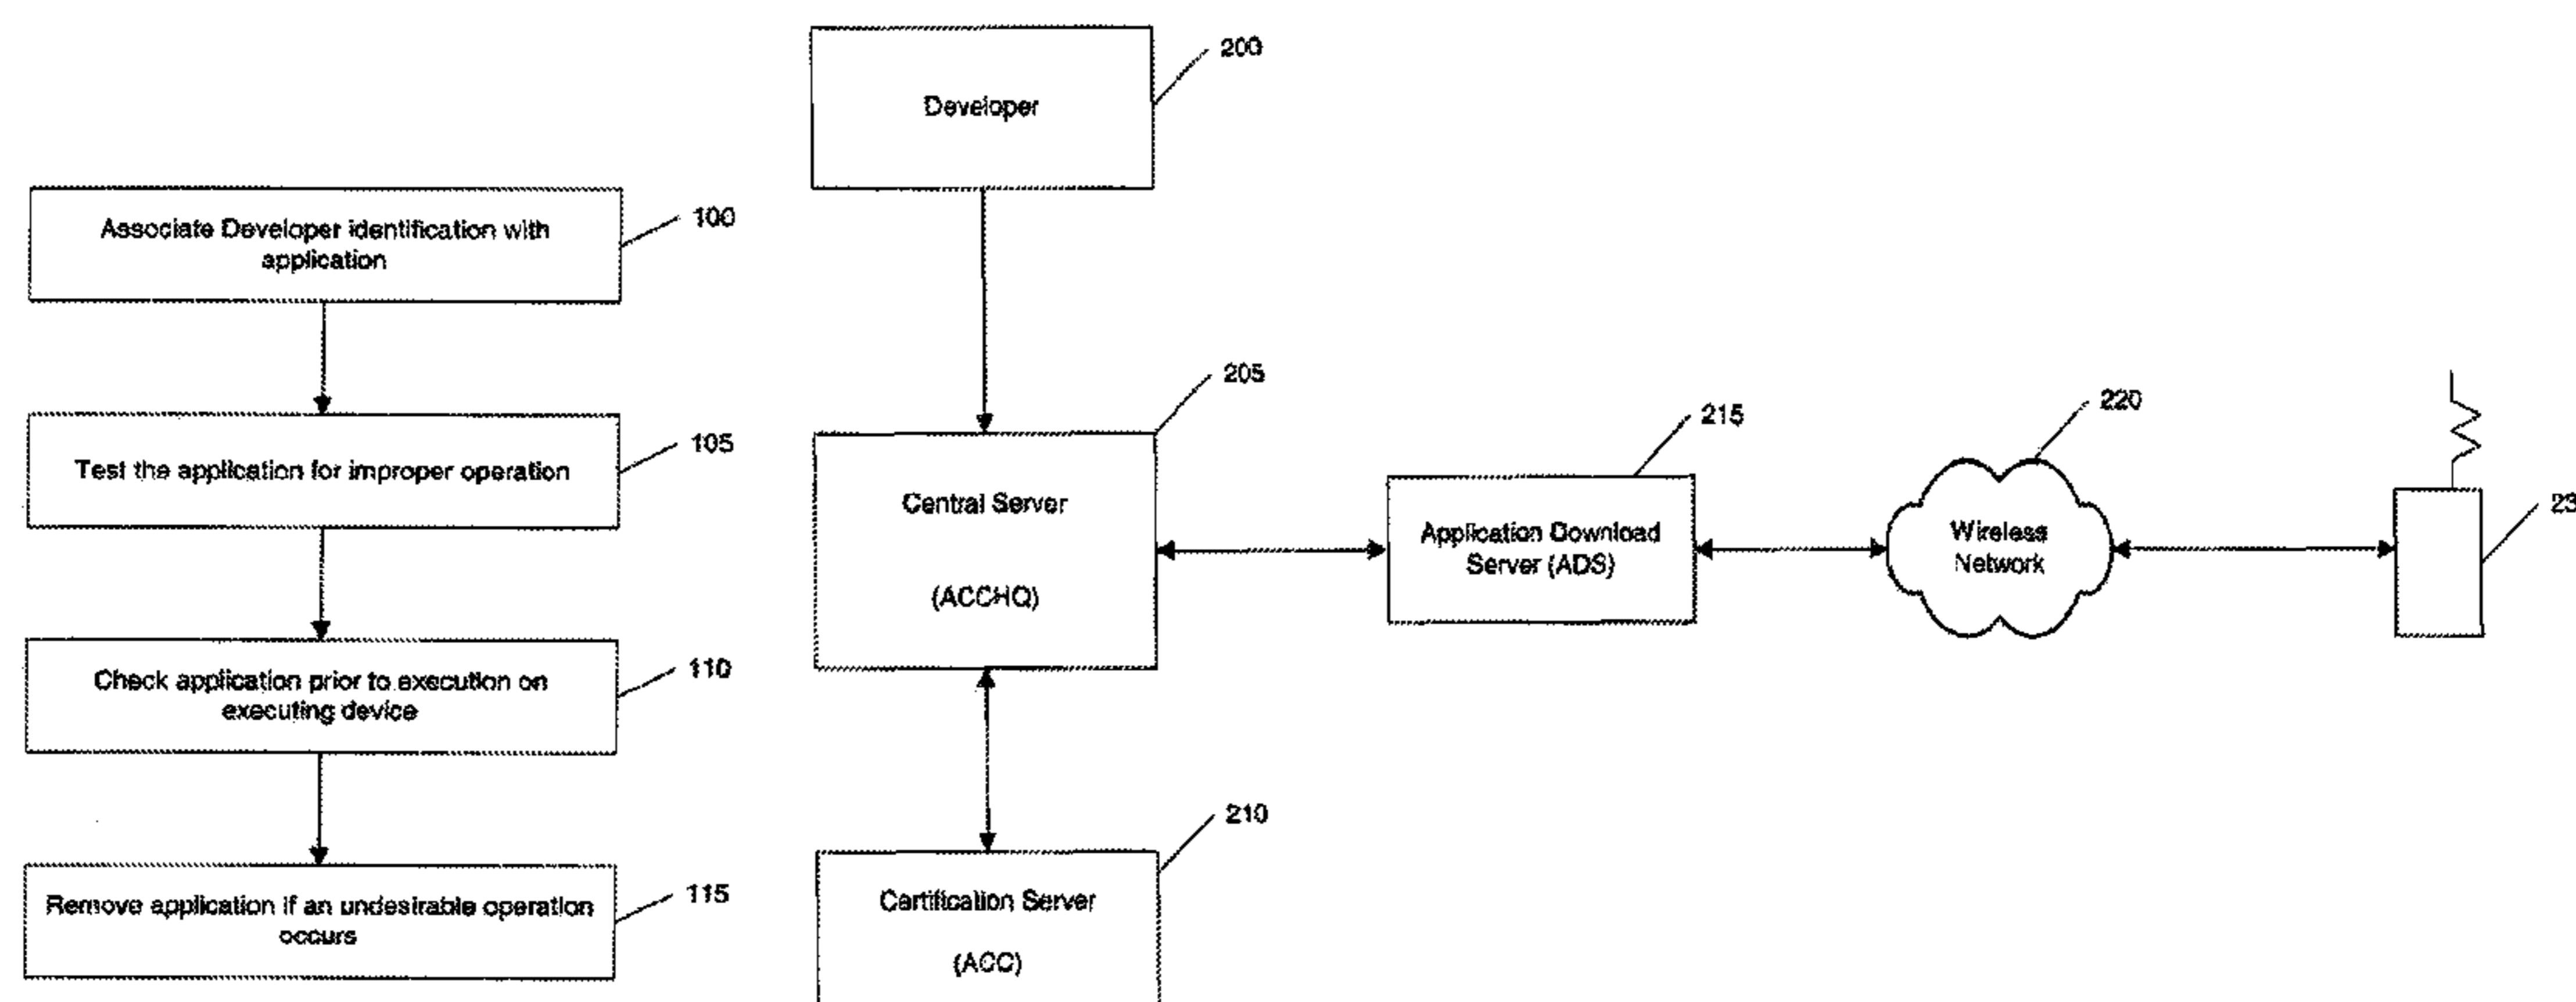 Associate Developer identification with
application
100
Test the application for improper operation
105
Check application prior to execution on
executing device
110
Remove application if an undesirable operation
occurs
115
Developer
200
Central Server
(ACCHQ)
205
Certification Server
(ACC)
210
Application Download
Server (ADS)
215
Wireless
Network
220
23